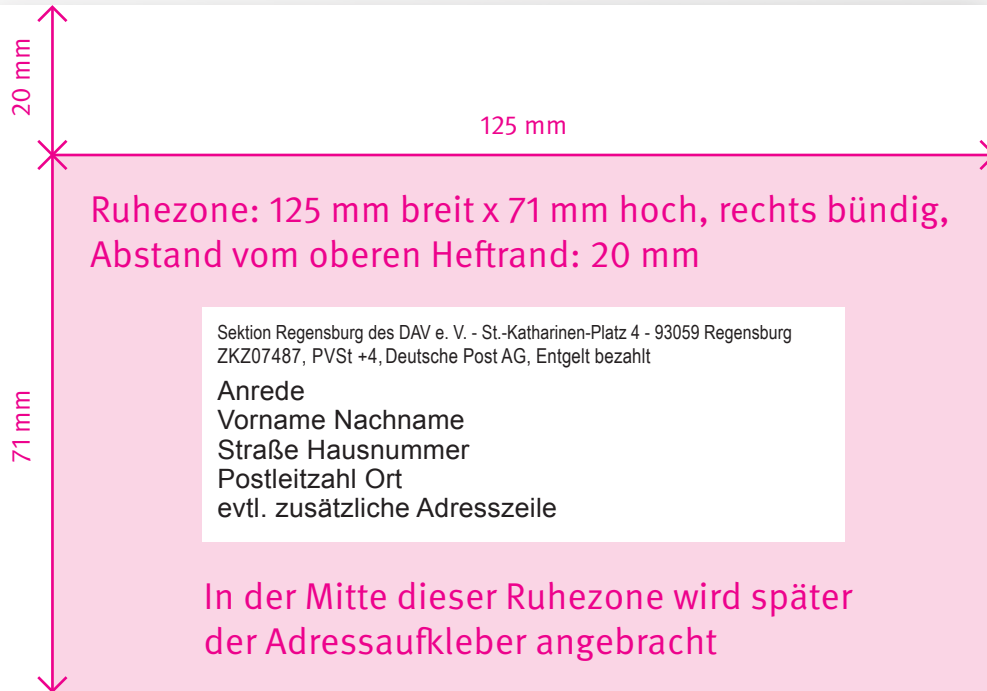 20 mm
125 mm
Ruhezone: 125 mm breit x 71 mm hoch, rechts bündig,
Abstand vom oberen Heftrand: 20 mm
Sektion Regensburg des DAV e. V. - St.-Katharinen-Platz 4 - 93059 Regensburg
ZKZ07487, PVSt +4, Deutsche Post AG, Entgelt bezahlt
Anrede
Vorname Nachname
Straße Hausnummer
Postleitzahl Ort
evtl. zusätzliche Adresszeile
71 mm
In der Mitte dieser Ruhezone wird später
der Adressaufkleber angebracht